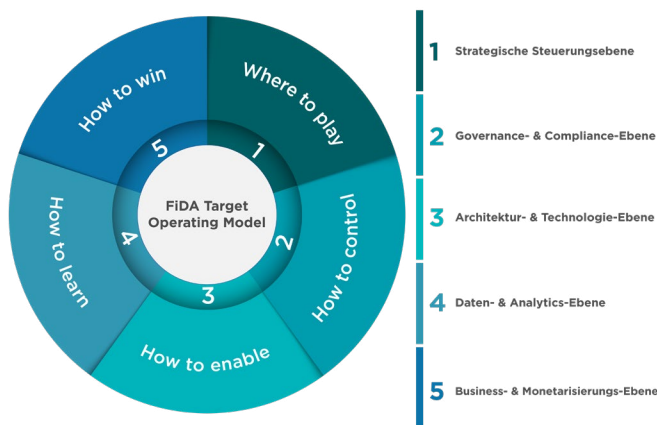 How to win
Where to play
5
1
FiDA Target
Operating Model
4
2
How to learn
How to control
3
How to enable
1 Strategische Steuerungsebene
2 Governance- & Compliance-Ebene
3 Architektur- & Technologie-Ebene
4 Daten- & Analytics-Ebene
5 Business- & Monetarisierungs-Ebene